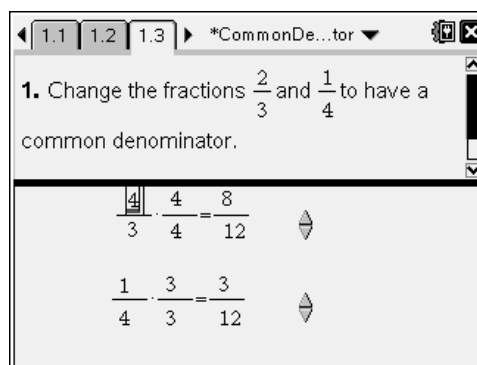 1.1 1.2 1.3 *CommonDe...tor
1. Change the fractions 2/3 and 1/4 to have a
common denominator.
4/3 · 4/4 = 8/12
1/4 · 3/3 = 3/12